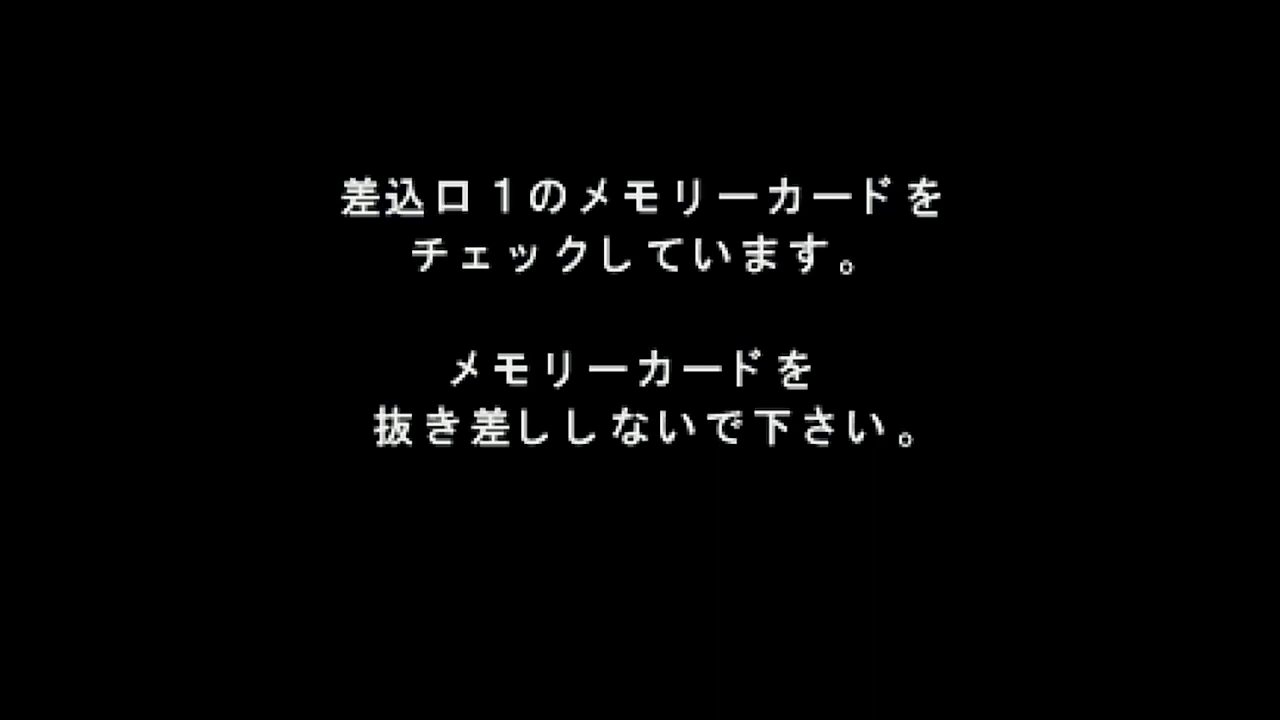 差込口１のメモリーカードを
チェックしています。
メモリーカードを
抜き差ししないで下さい。